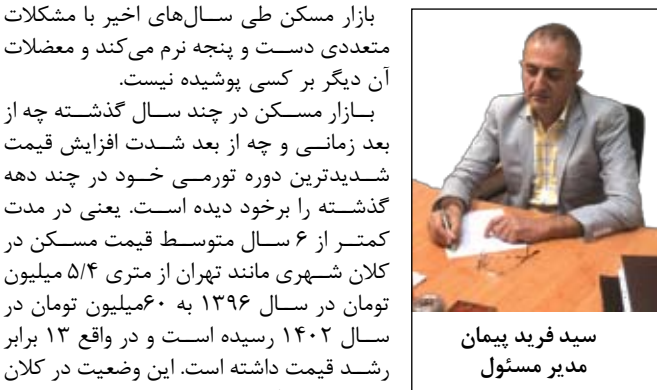 بازار مسکن طی سال‌های اخیر با مشکلات
متعددی دست و پنجه نرم می‌کند و معضلات
آن دیگر بر کسی پوشیده نیست.
بازار مسکن در چند سال گذشته چه از
بعد زمانی و چه از بعد شدت افزایش قیمت
شدیدترین دوره تورمی خود در چند دهه
گذشته را برخود دیده است. یعنی در مدت
کمتر از ۶ سال متوسط قیمت مسکن در
کلان شهری مانند تهران از متری ۵/۴ میلیون
تومان در سال ۱۳۹۶ به ۶۰میلیون تومان در
سال ۱۴۰۲ رسیده است و در واقع ۱۳ برابر
رشد قیمت داشته است. این وضعیت در کلان
سید فرید پیمان
مدیر مسئول